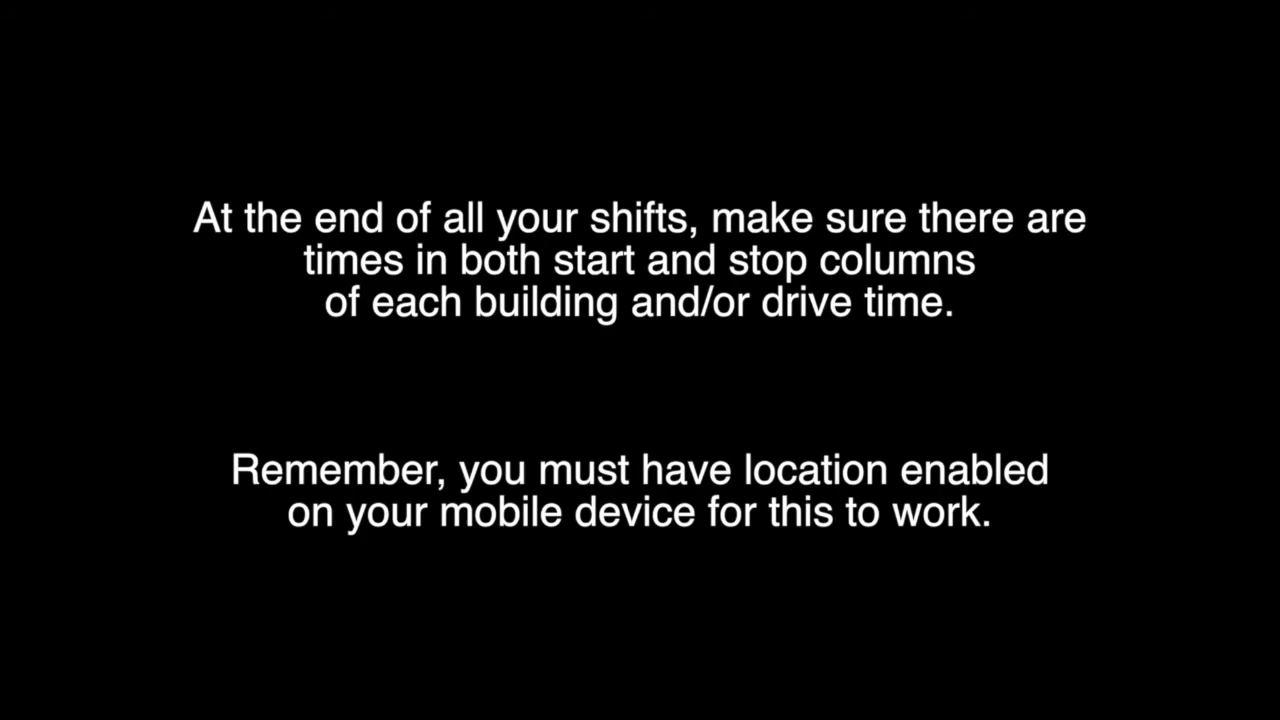 At the end of all your shifts, make sure there are
times in both start and stop columns
of each building and/or drive time.
Remember, you must have location enabled
on your mobile device for this to work.